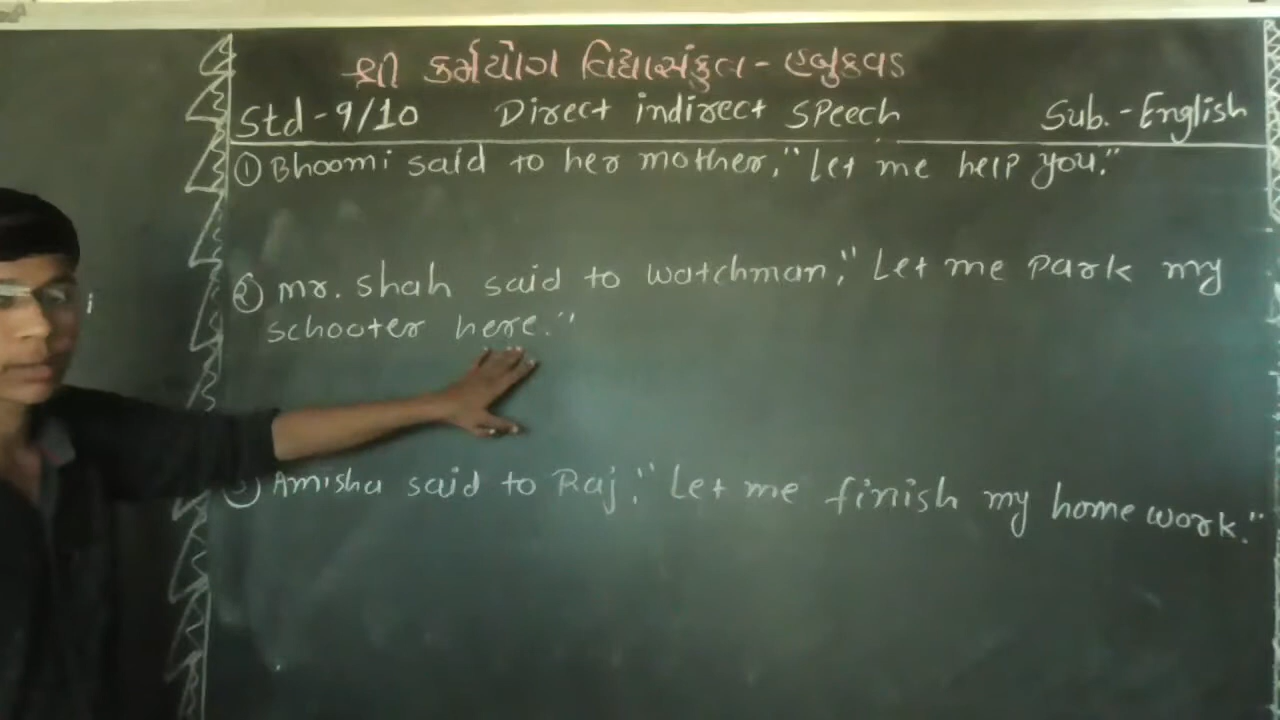 શ્રી કર્મયોગ વિદ્યાસંકુલ - હબુકવડ
Std - 9/10 Direct indirect speech Sub. - English
① Bhoomi said to her mother, "Let me help you."
② mr. shah said to watchman, "Let me park my
schooter here."
Amisha said to Raj, "Let me finish my home work."